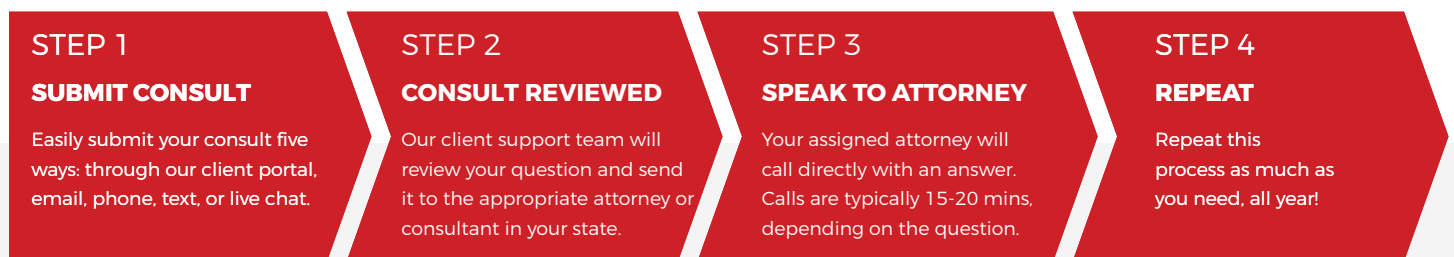 STEP 1
SUBMIT CONSULT
Easily submit your consult five
ways: through our client portal,
email, phone, text, or live chat.
STEP 2
CONSULT REVIEWED
Our client support team will
review your question and send
it to the appropriate attorney or
consultant in your state.
STEP 3
SPEAK TO ATTORNEY
Your assigned attorney will
call directly with an answer.
Calls are typically 15-20 mins,
depending on the question.
STEP 4
REPEAT
Repeat this
process as much as
you need, all year!